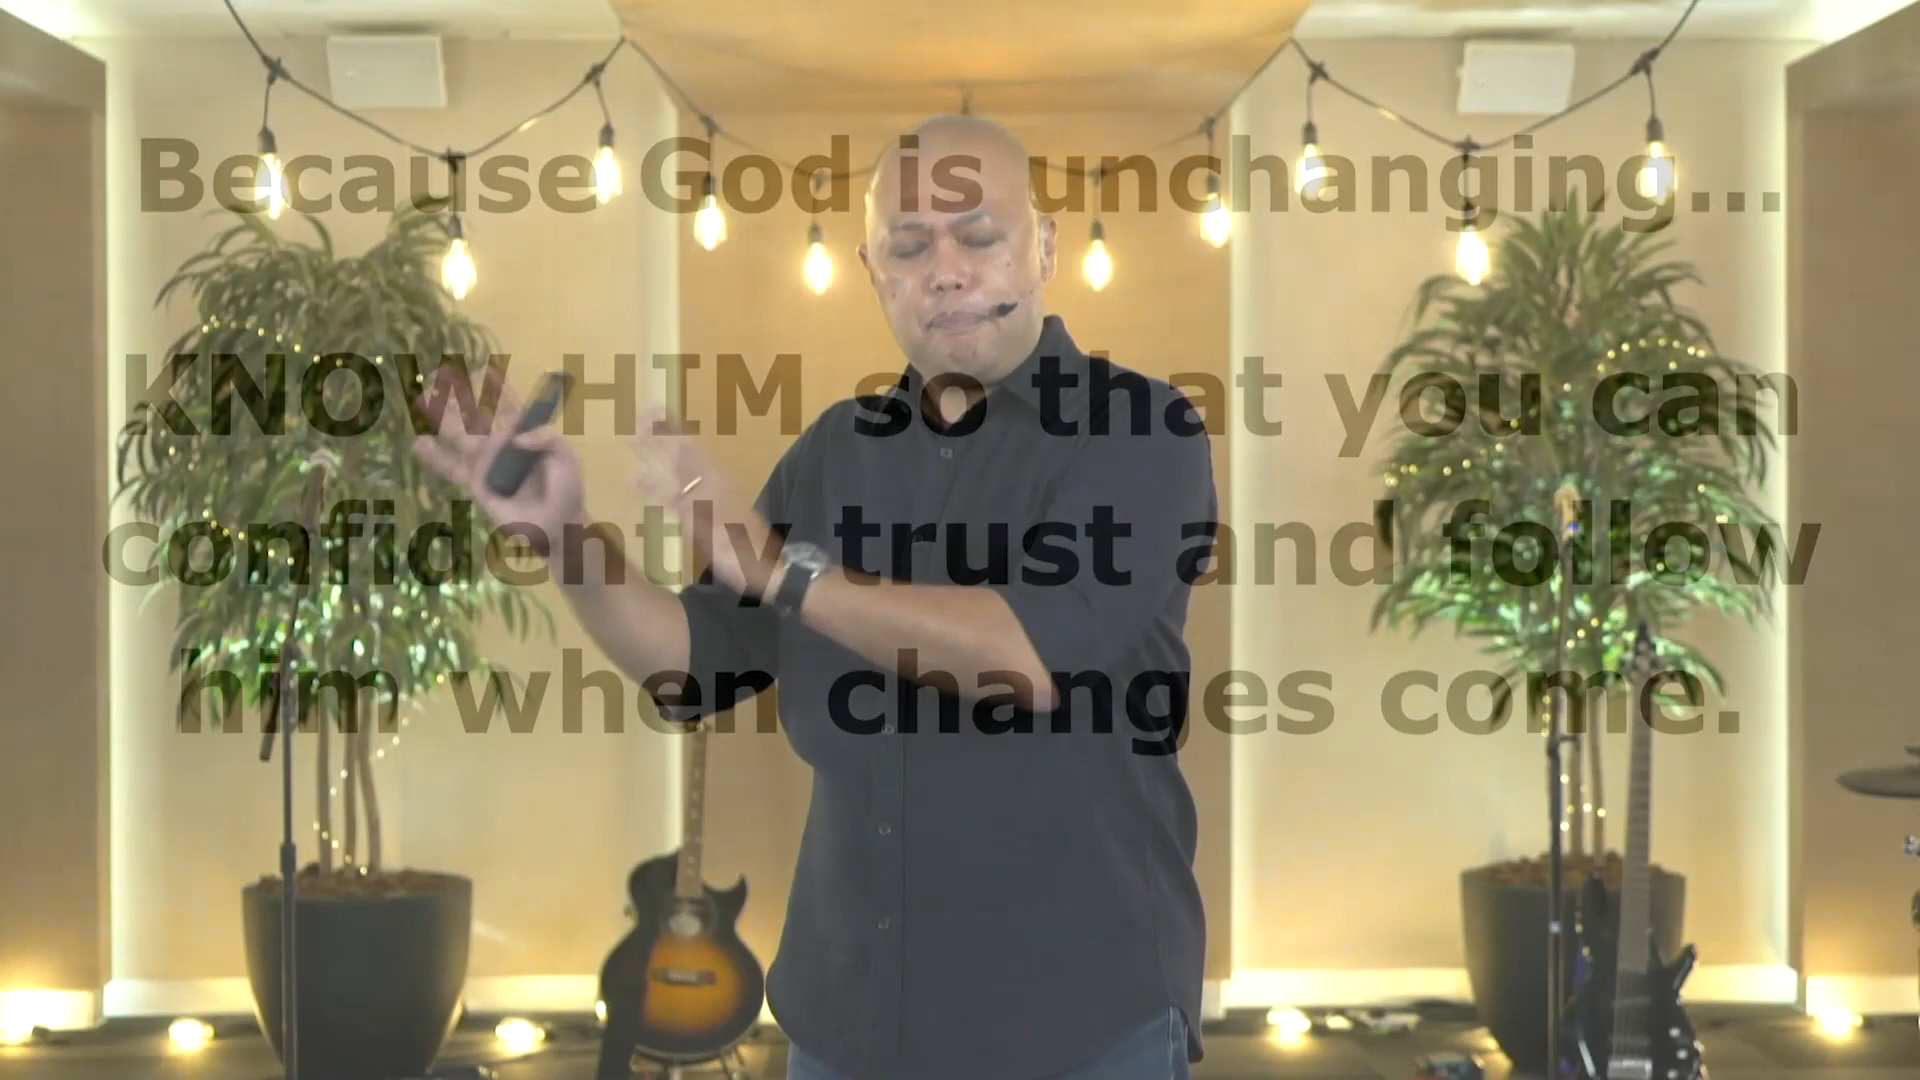 Because God is unchanging...
KNOW HIM so that you can
confidently trust and follow
him when changes come.